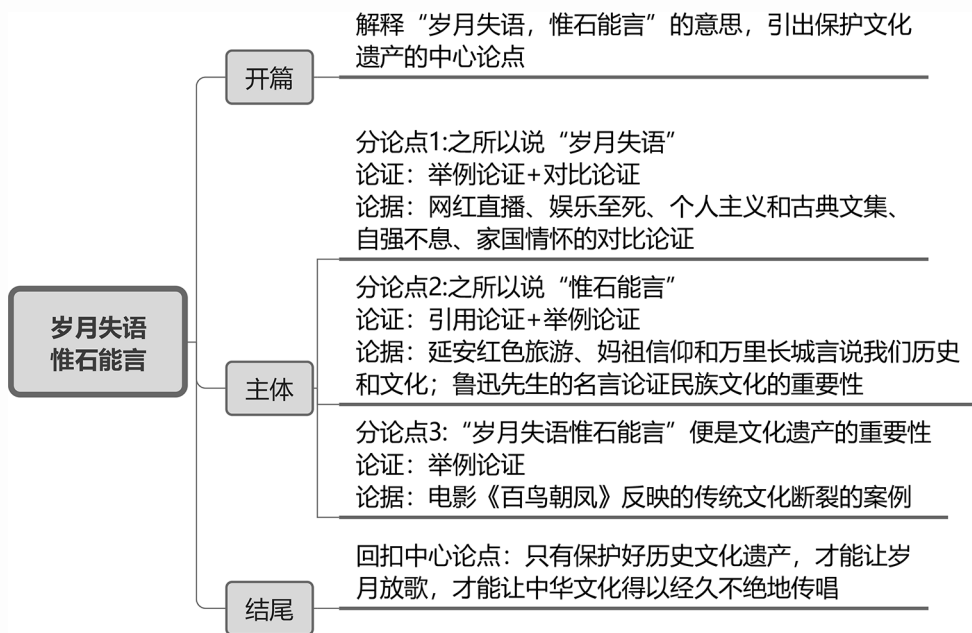 解释“岁月失语，惟石能言”的意思，引出保护文化
遗产的中心论点
开篇
分论点1:之所以说“岁月失语”
论证：举例论证+对比论证
论据：网红直播、娱乐至死、个人主义和古典文集、
自强不息、家国情怀的对比论证
岁月失语
惟石能言
分论点2:之所以说“惟石能言”
论证：引用论证+举例论证
论据：延安红色旅游、妈祖信仰和万里长城言说我们历史
和文化；鲁迅先生的名言论证民族文化的重要性
主体
分论点3:“岁月失语惟石能言”便是文化遗产的重要性
论证：举例论证
论据：电影《百鸟朝凤》反映的传统文化断裂的案例
回扣中心论点：只有保护好历史文化遗产，才能让岁
月放歌，才能让中华文化得以经久不绝地传唱
结尾